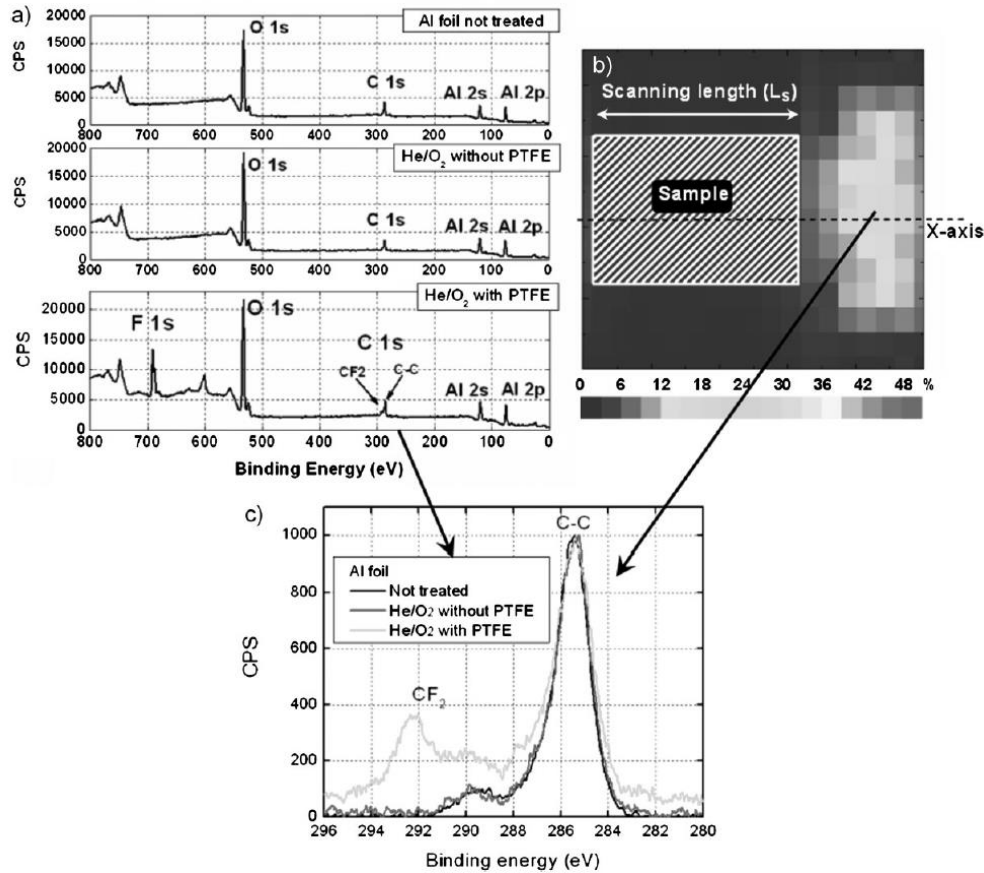 a)
Al foil not treated
20000
15000
10000
5000
0
CPS
O 1s
C 1s
Al 2s
Al 2p
800 700 600 500 400 300 200 100 0
He/O2 without PTFE
20000
15000
10000
5000
0
CPS
O 1s
C 1s
Al 2s
Al 2p
800 700 600 500 400 300 200 100 0
He/O2 with PTFE
20000
15000
10000
5000
0
CPS
F 1s
O 1s
C 1s
CF2
C-C
Al 2s
Al 2p
800 700 600 500 400 300 200 100 0
Binding Energy (eV)
b)
Scanning length (Ls)
Sample
X-axis
0 6 12 18 24 30 36 42 48 %
c)
C-C
1000
800
600
400
200
0
CPS
Al foil
Not treated
He/O2 without PTFE
He/O2 with PTFE
CF2
296 294 292 290 288 286 284 282 280
Binding energy (eV)